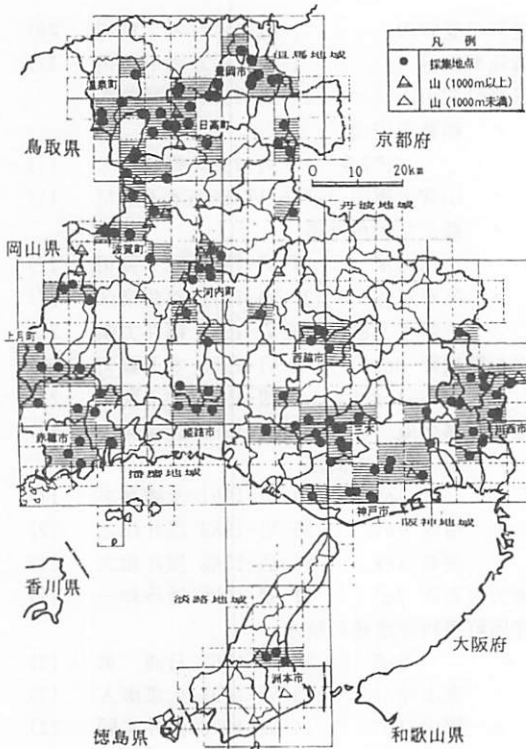 凡 例
採集地点
山 (1000m以上)
山 (1000m未満)
但馬地域
豊岡市
温泉町
日高町
鳥取県
京都府
0 10 20km
丹波地域
岡山県
波賀町
大河内町
上月町
西脇市
三木
川西市
赤穂市
姫路市
播磨地域
神戸市
阪神地域
香川県
淡路地域
洲本市
大阪府
徳島県
和歌山県